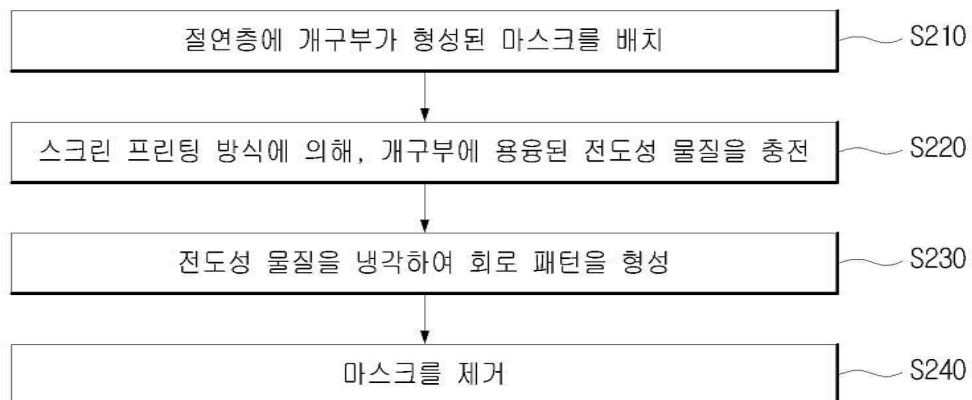 절연층에 개구부가 형성된 마스크를 배치 S210
스크린 프린팅 방식에 의해, 개구부에 용융된 전도성 물질을 충전 S220
전도성 물질을 냉각하여 회로 패턴을 형성 S230
마스크를 제거 S240